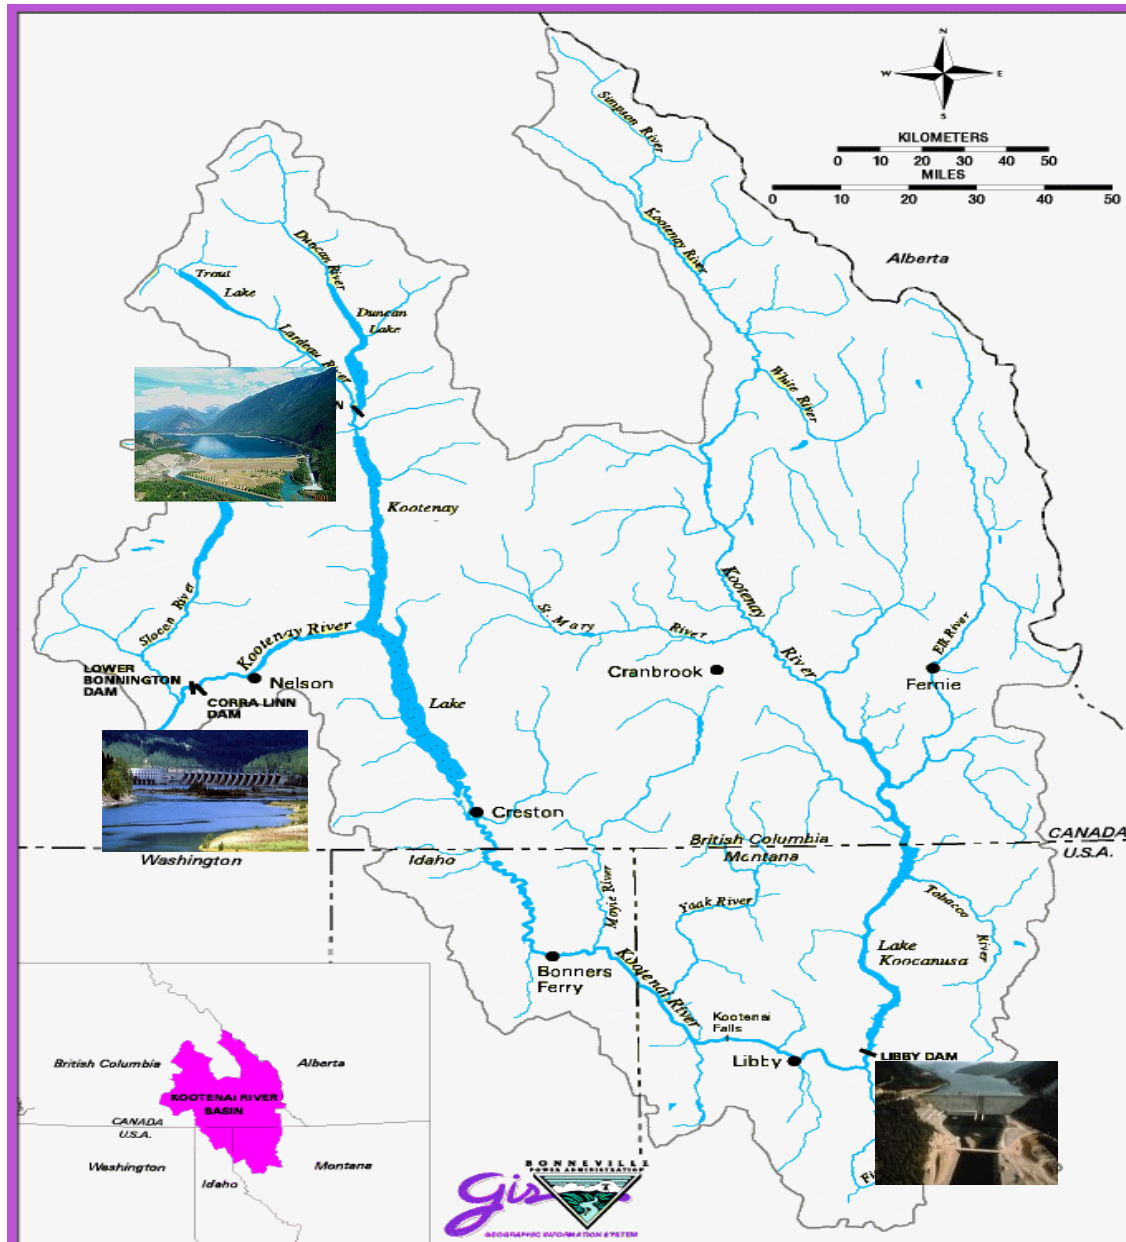 N
W
E
S
KILOMETERS
0 10 20 30 40 50
MILES
0 10 20 30 40 50
Simpson River
Kootenay River
Alberta
Duncan River
Trout
Lake
Duncan
Lake
Lardeau River
White River
N
Kootenay
Kootenay
River
Slocan River
Kootenay River
St. Mary
River
Elk River
Cranbrook
Fernie
LOWER
BONNINGTON
DAM
Nelson
CORRA LINN
DAM
Lake
Creston
British Columbia
Montana
CANADA
U.S.A.
Washington
Idaho
Moyie River
Yaak River
Tobacco
River
Lake
Koocanusa
Bonners
Ferry
Kootenai River
Kootenai
Falls
Libby
LIBBY DAM
British Columbia
Alberta
KOOTENAI RIVER
BASIN
CANADA
U.S.A.
Washington
Montana
Idaho
BONNEVILLE
POWER ADMINISTRATION
Gis
GEOGRAPHIC INFORMATION SYSTEM